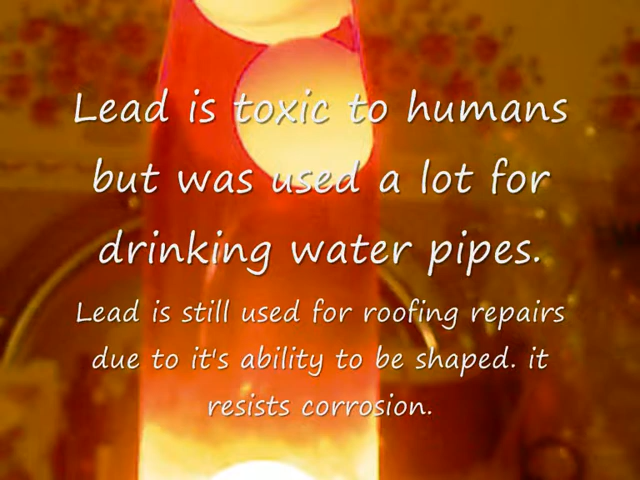 Lead is toxic to humans
but was used a lot for
drinking water pipes.
Lead is still used for roofing repairs
due to it's ability to be shaped. it
resists corrosion.